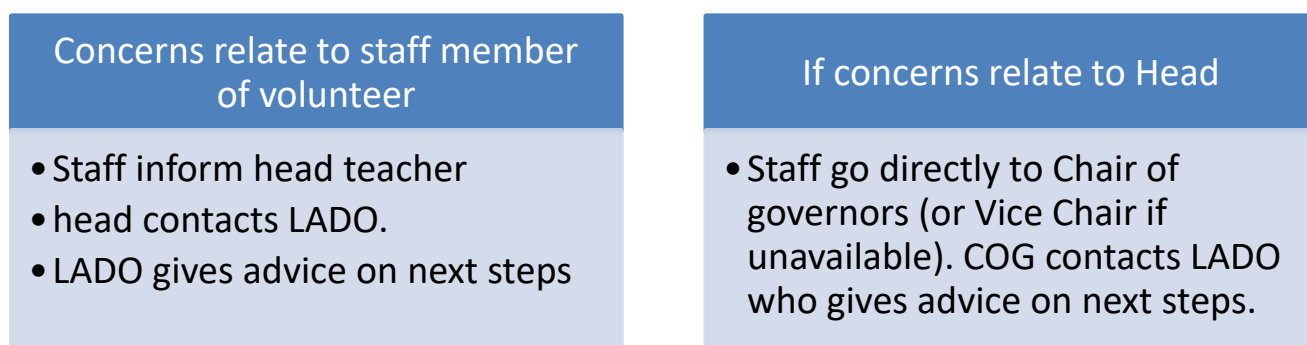 Concerns relate to staff member
of volunteer
• Staff inform head teacher
• head contacts LADO.
• LADO gives advice on next steps
If concerns relate to Head
• Staff go directly to Chair of
governors (or Vice Chair if
unavailable). COG contacts LADO
who gives advice on next steps.